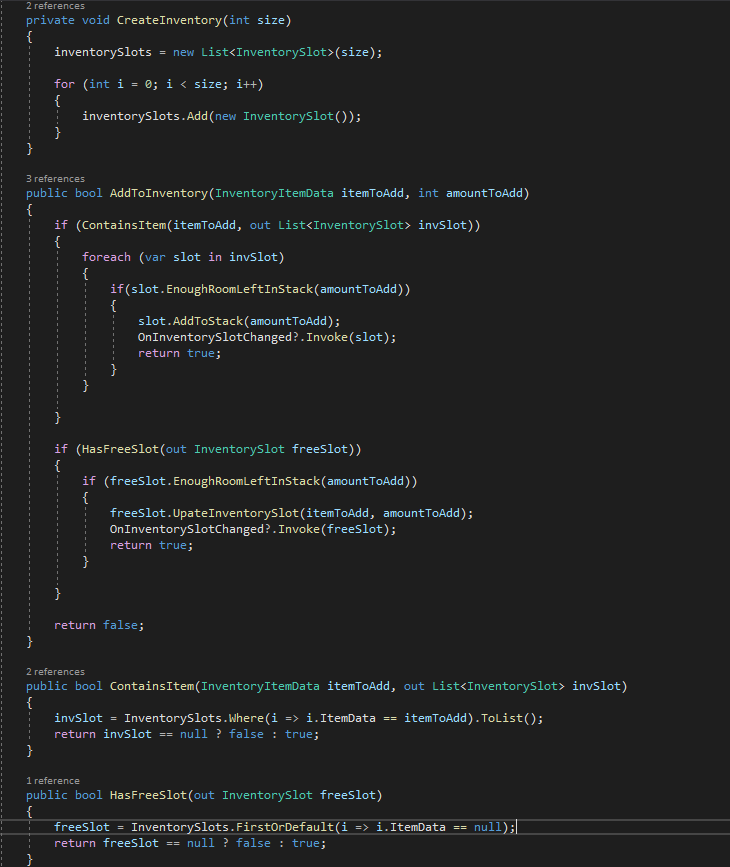 2 references
private void CreateInventory(int size)
{
inventorySlots = new List<InventorySlot>(size);
for (int i = 0; i < size; i++)
{
inventorySlots.Add(new InventorySlot());
}
}
3 references
public bool AddToInventory(InventoryItemData itemToAdd, int amountToAdd)
{
if (ContainsItem(itemToAdd, out List<InventorySlot> invSlot))
{
foreach (var slot in invSlot)
{
if(slot.EnoughRoomLeftInStack(amountToAdd))
{
slot.AddToStack(amountToAdd);
OnInventorySlotChanged?.Invoke(slot);
return true;
}
}
}
if (HasFreeSlot(out InventorySlot freeSlot))
{
if (freeSlot.EnoughRoomLeftInStack(amountToAdd))
{
freeSlot.UpateInventorySlot(itemToAdd, amountToAdd);
OnInventorySlotChanged?.Invoke(freeSlot);
return true;
}
}
return false;
}
2 references
public bool ContainsItem(InventoryItemData itemToAdd, out List<InventorySlot> invSlot)
{
invSlot = InventorySlots.Where(i => i.ItemData == itemToAdd).ToList();
return invSlot == null ? false : true;
}
1 reference
public bool HasFreeSlot(out InventorySlot freeSlot)
{
freeSlot = InventorySlots.FirstOrDefault(i => i.ItemData == null);
return freeSlot == null ? false : true;
}